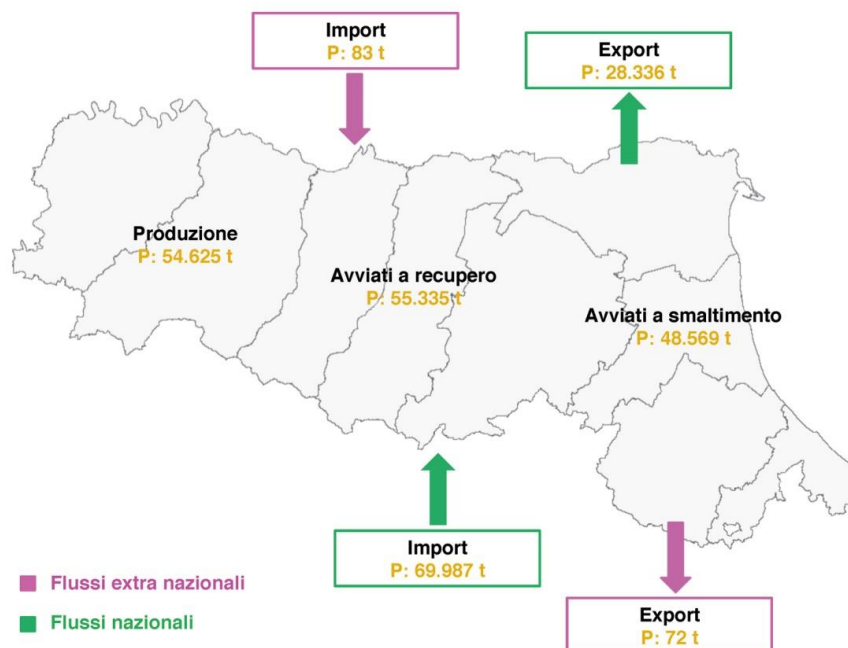 Import
P: 83 t
Export
P: 28.336 t
Produzione
P: 54.625 t
Avviati a recupero
P: 55.335 t
Avviati a smaltimento
P: 48.569 t
Import
P: 69.987 t
Export
P: 72 t
Flussi extra nazionali
Flussi nazionali